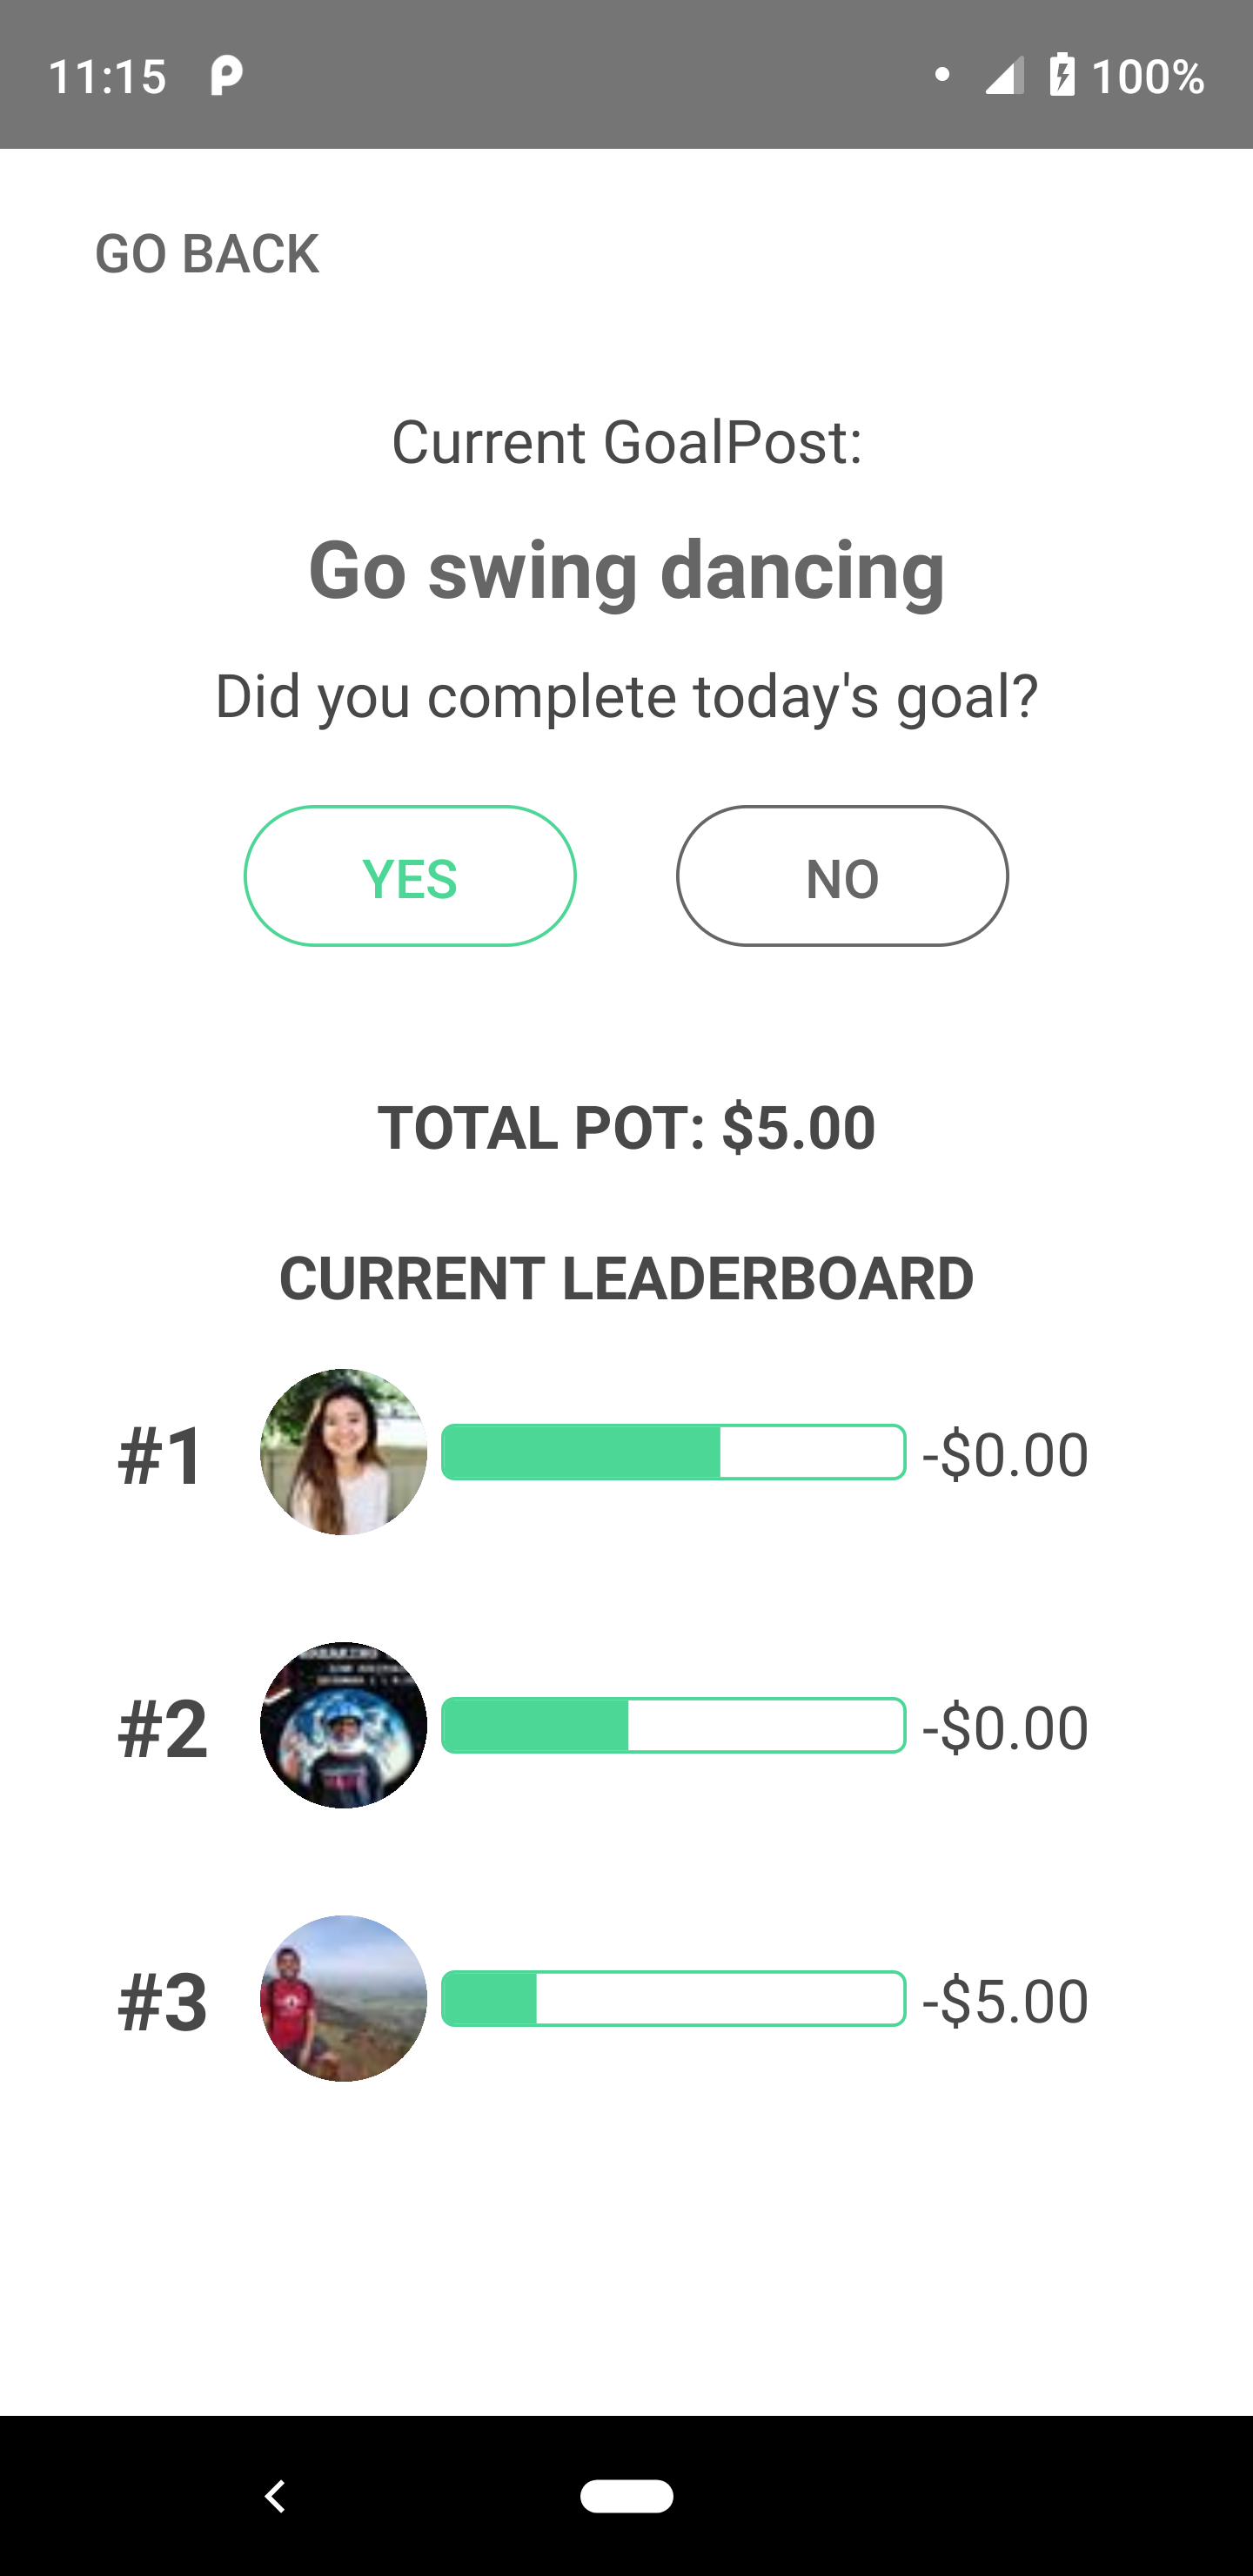 11:15 100%
GO BACK
Current GoalPost:
Go swing dancing
Did you complete today's goal?
YES NO
TOTAL POT: $5.00
CURRENT LEADERBOARD
#1 -$0.00
#2 -$0.00
#3 -$5.00